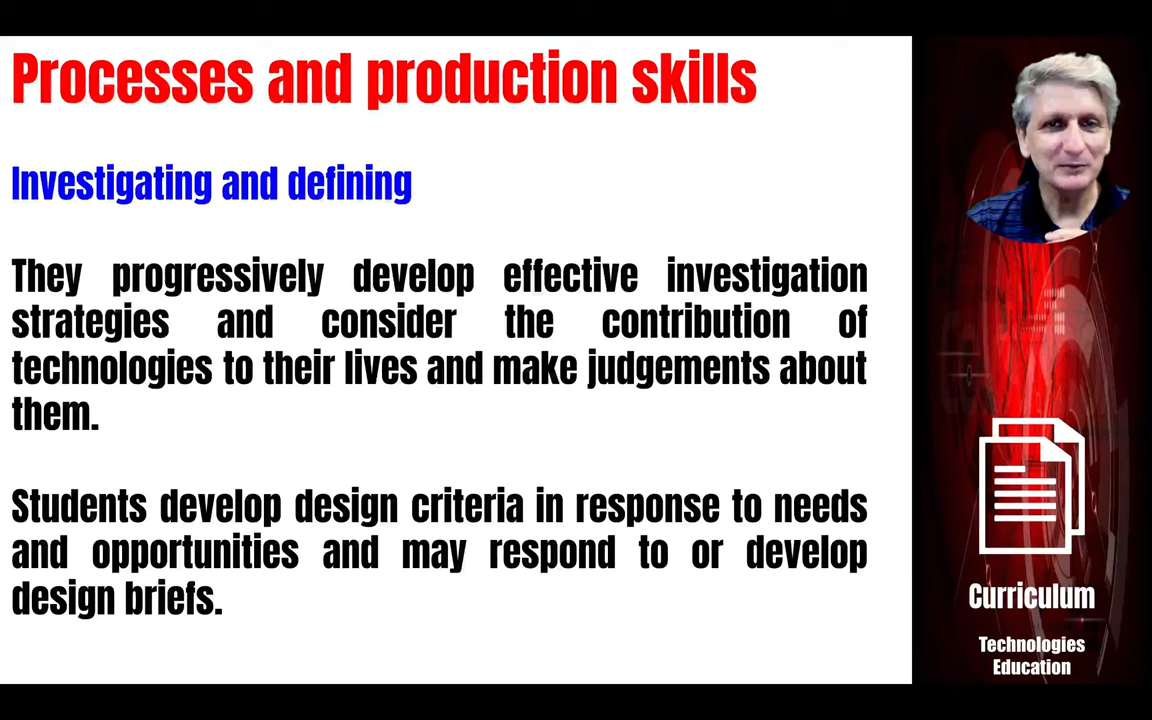 Processes and production skills
Investigating and defining
They progressively develop effective investigation
strategies and consider the contribution of
technologies to their lives and make judgements about
them.
Students develop design criteria in response to needs
and opportunities and may respond to or develop
design briefs.
Curriculum
Technologies
Education